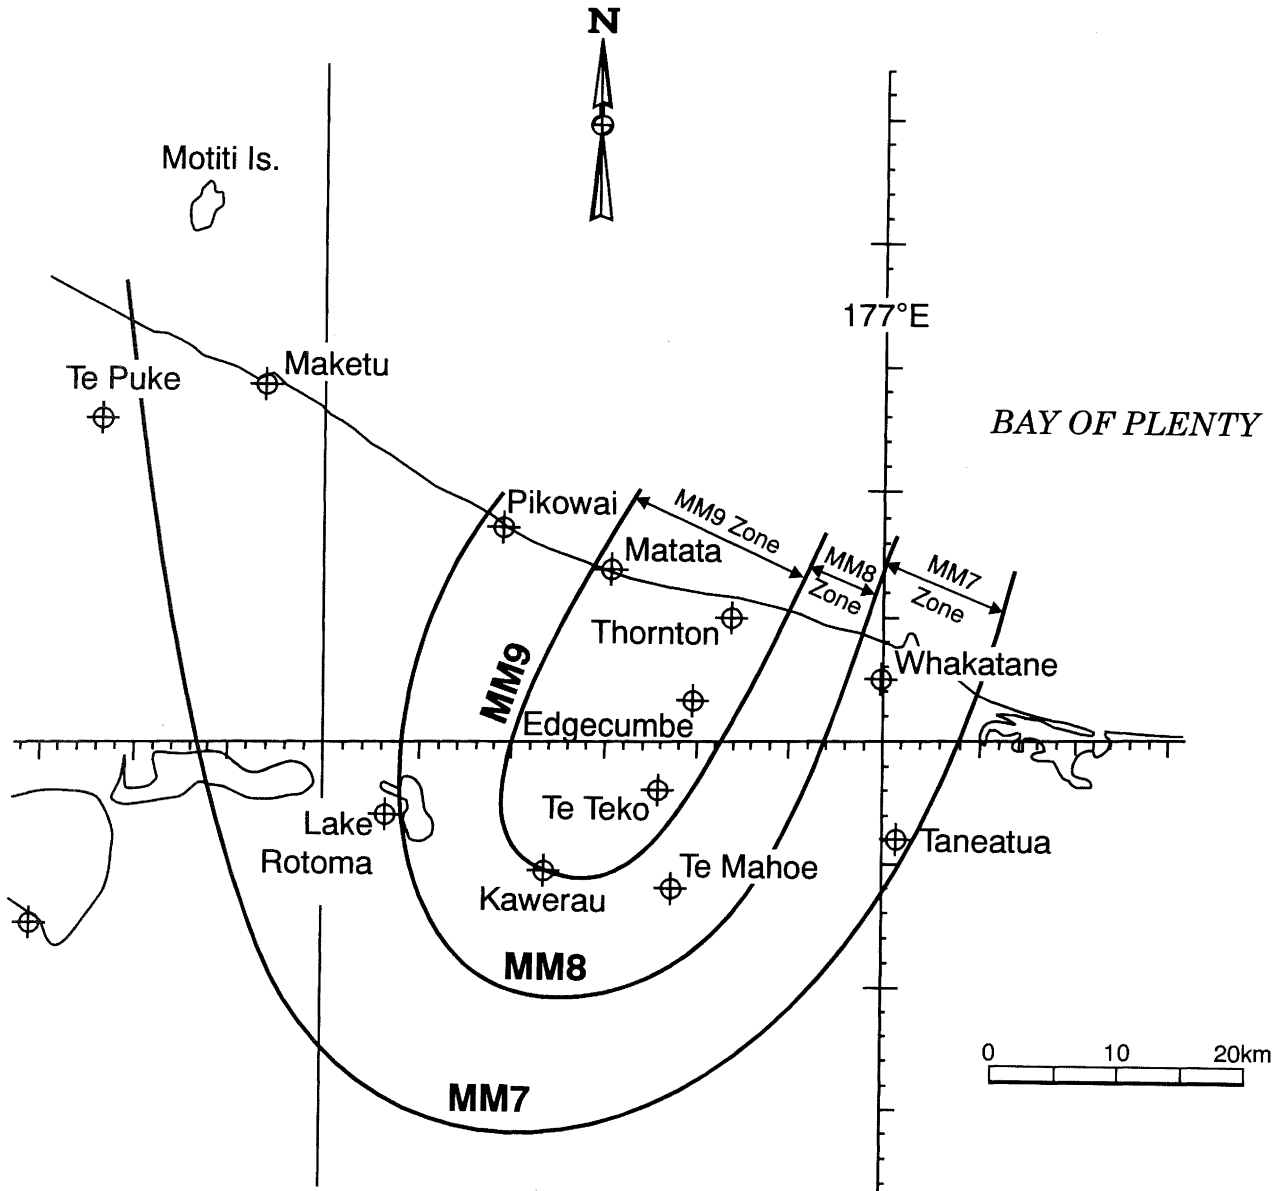 N
Motiti Is.
177°E
Maketu
Te Puke
BAY OF PLENTY
Pikowai
MM9 Zone
Matata
MM8
Zone
MM7
Zone
Thornton
Whakatane
MM9
Edgecumbe
Te Teko
Lake
Rotoma
Taneatua
Te Mahoe
Kawerau
MM8
0 10 20km
MM7